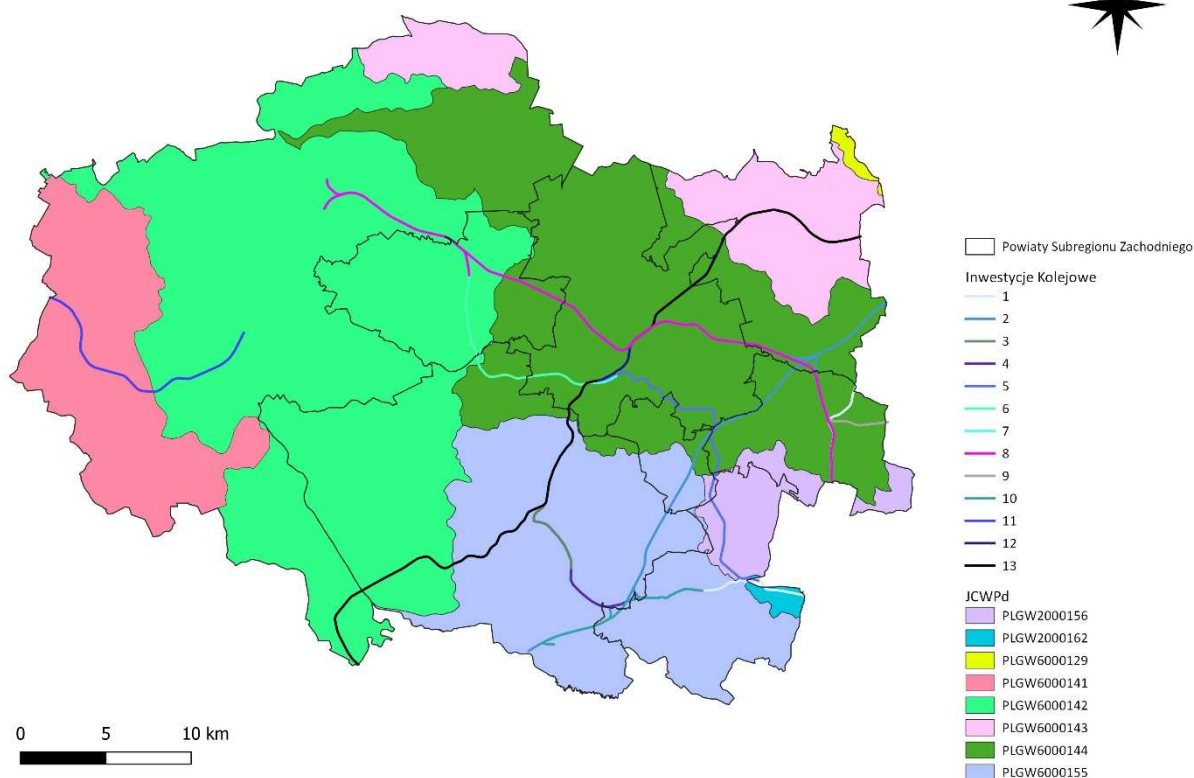 Powiaty Subregionu Zachodniego
Inwestycje Kolejowe
1
2
3
4
5
6
7
8
9
10
11
12
13
JCWPd
PLGW2000156
PLGW2000162
PLGW6000129
PLGW6000141
PLGW6000142
PLGW6000143
PLGW6000144
PLGW6000155
0 5 10 km